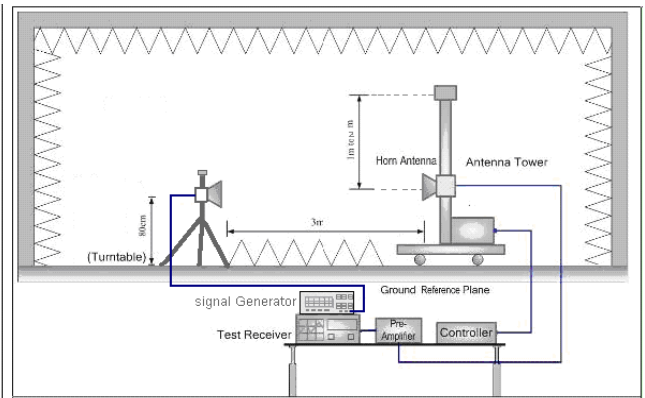 1m to 4 m
Horn Antenna
Antenna Tower
80cm
3m
(Turntable)
Ground Reference Plane
signal Generator
Test Receiver
Pre-
Amplifier
Controller